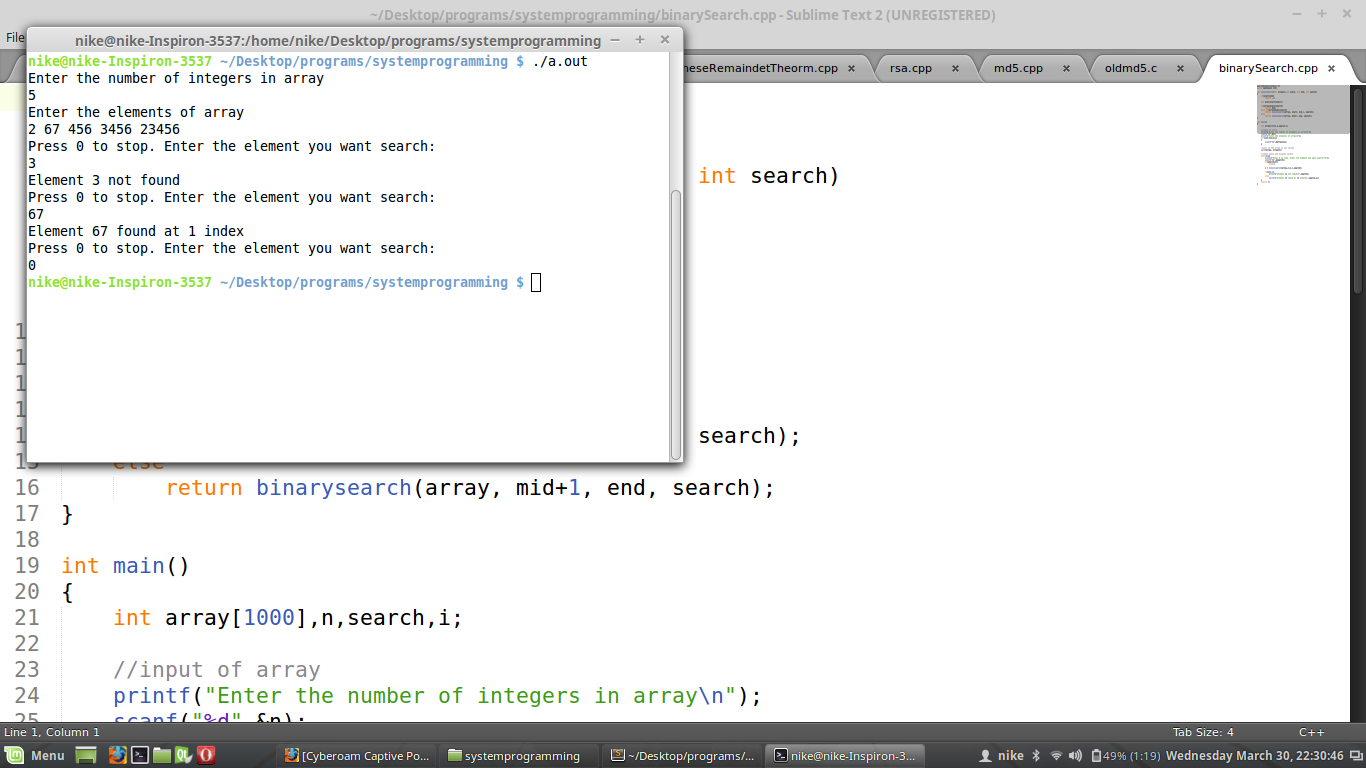 ~/Desktop/programs/systemprogramming/binarySearch.cpp - Sublime Text 2 (UNREGISTERED)
File
nike@nike-Inspiron-3537:/home/nike/Desktop/programs/systemprogramming
nike@nike-Inspiron-3537 ~/Desktop/programs/systemprogramming $ ./a.out
Enter the number of integers in array
5
Enter the elements of array
2 67 456 3456 23456
Press 0 to stop. Enter the element you want search:
3
Element 3 not found
Press 0 to stop. Enter the element you want search:
67
Element 67 found at 1 index
Press 0 to stop. Enter the element you want search:
0
nike@nike-Inspiron-3537 ~/Desktop/programs/systemprogramming $
neseRemaindetTheorm.cpp × rsa.cpp × md5.cpp × oldmd5.c × binarySearch.cpp ×
int search)
search);
15 else
16 return binarysearch(array, mid+1, end, search);
17 }
18
19 int main()
20 {
21 int array[1000],n,search,i;
22
23 //input of array
24 printf("Enter the number of integers in array\n");
25 scanf("%d",&n);
Line 1, Column 1 Tab Size: 4 C++
Menu [Cyberoam Captive Po... systemprogramming ~/Desktop/programs/... nike@nike-Inspiron-3... nike 49% (1:19) Wednesday March 30, 22:30:46